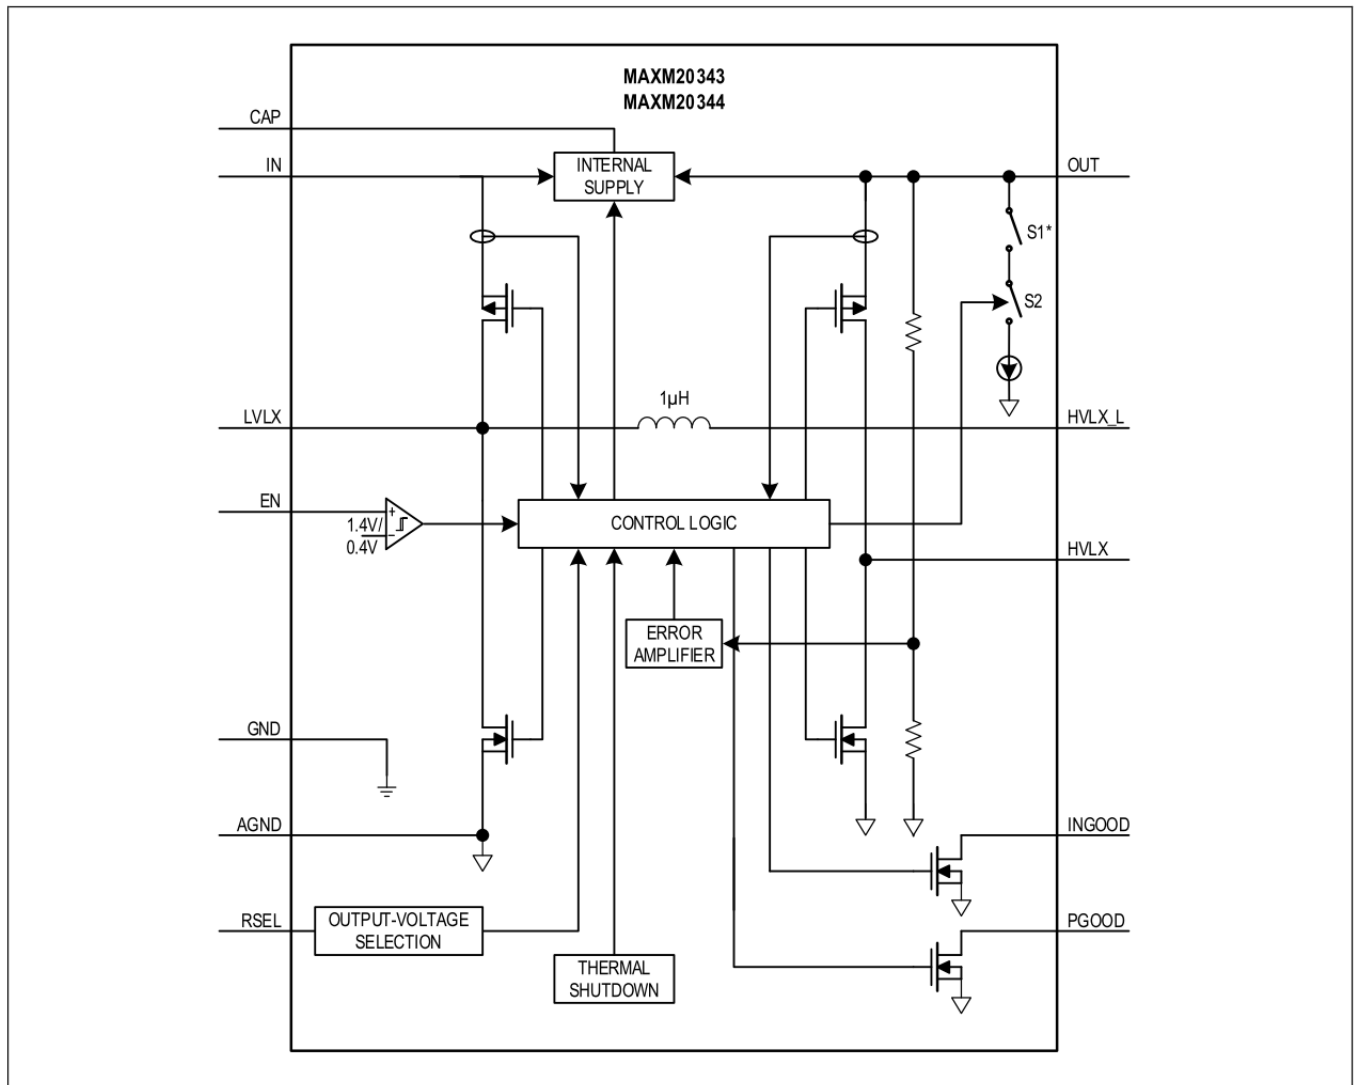 MAXM20343
MAXM20344
CAP
IN
INTERNAL
SUPPLY
OUT
S1*
S2
1µH
LVLX
HVLX_L
EN
+
1.4V/
-
0.4V
CONTROL LOGIC
HVLX
ERROR
AMPLIFIER
GND
AGND
INGOOD
RSEL
OUTPUT-VOLTAGE
SELECTION
PGOOD
THERMAL
SHUTDOWN